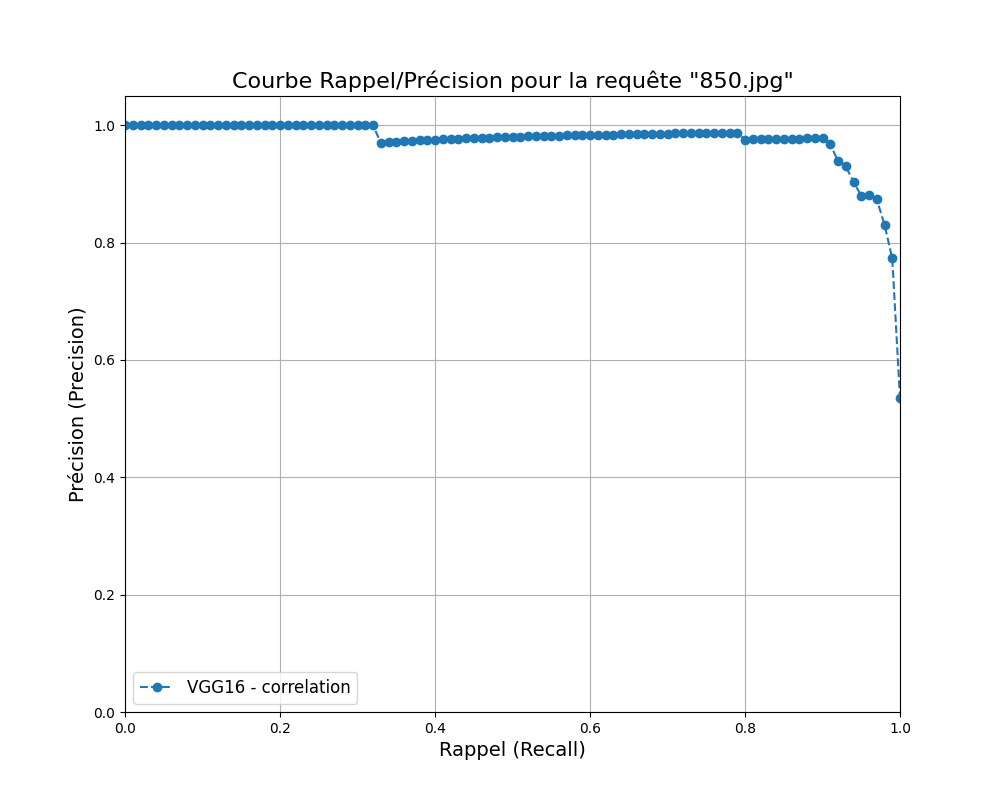 Courbe Rappel/Précision pour la requête "850.jpg"
1.0
0.8
0.6
0.4
0.2
0.0
Précision (Precision)
VGG16 - correlation
0.0 0.2 0.4 0.6 0.8 1.0
Rappel (Recall)